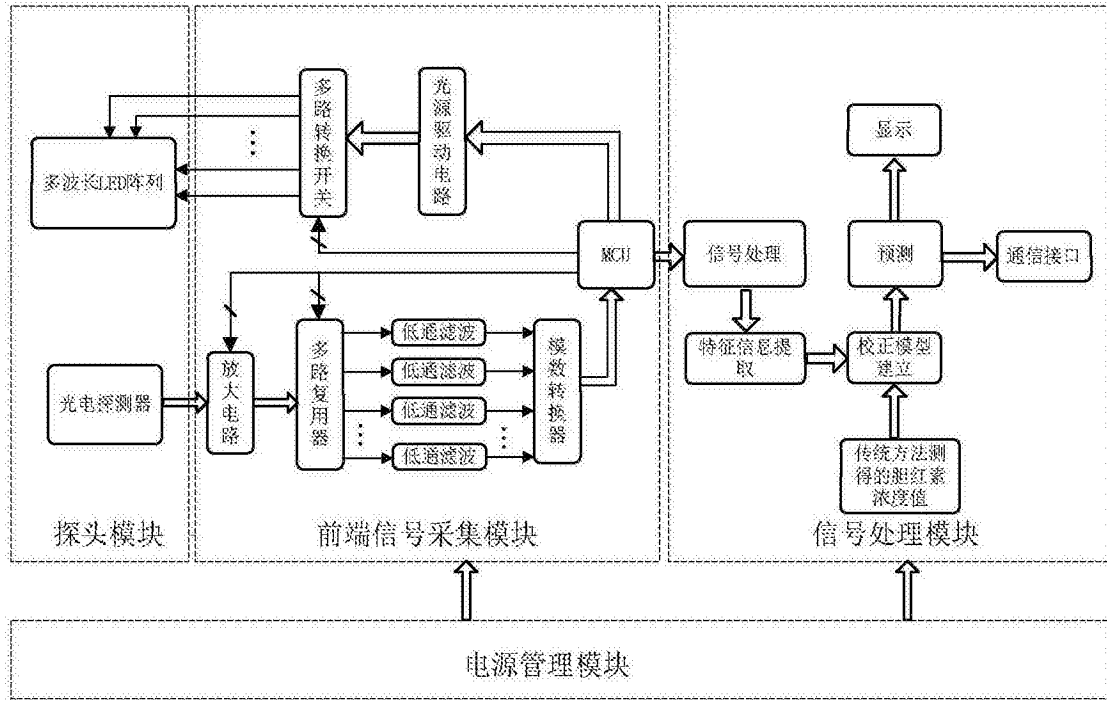 多路转换开关
光源驱动电路
多波长LED阵列
显示
MCU
信号处理
预测
通信接口
低通滤波
低通滤波
低通滤波
低通滤波
特征信息提
取
校正模型
建立
光电探测器
放大电路
多路复用器
模数转换器
传统方法测
得的胆红素
浓度值
探头模块
前端信号采集模块
信号处理模块
电源管理模块